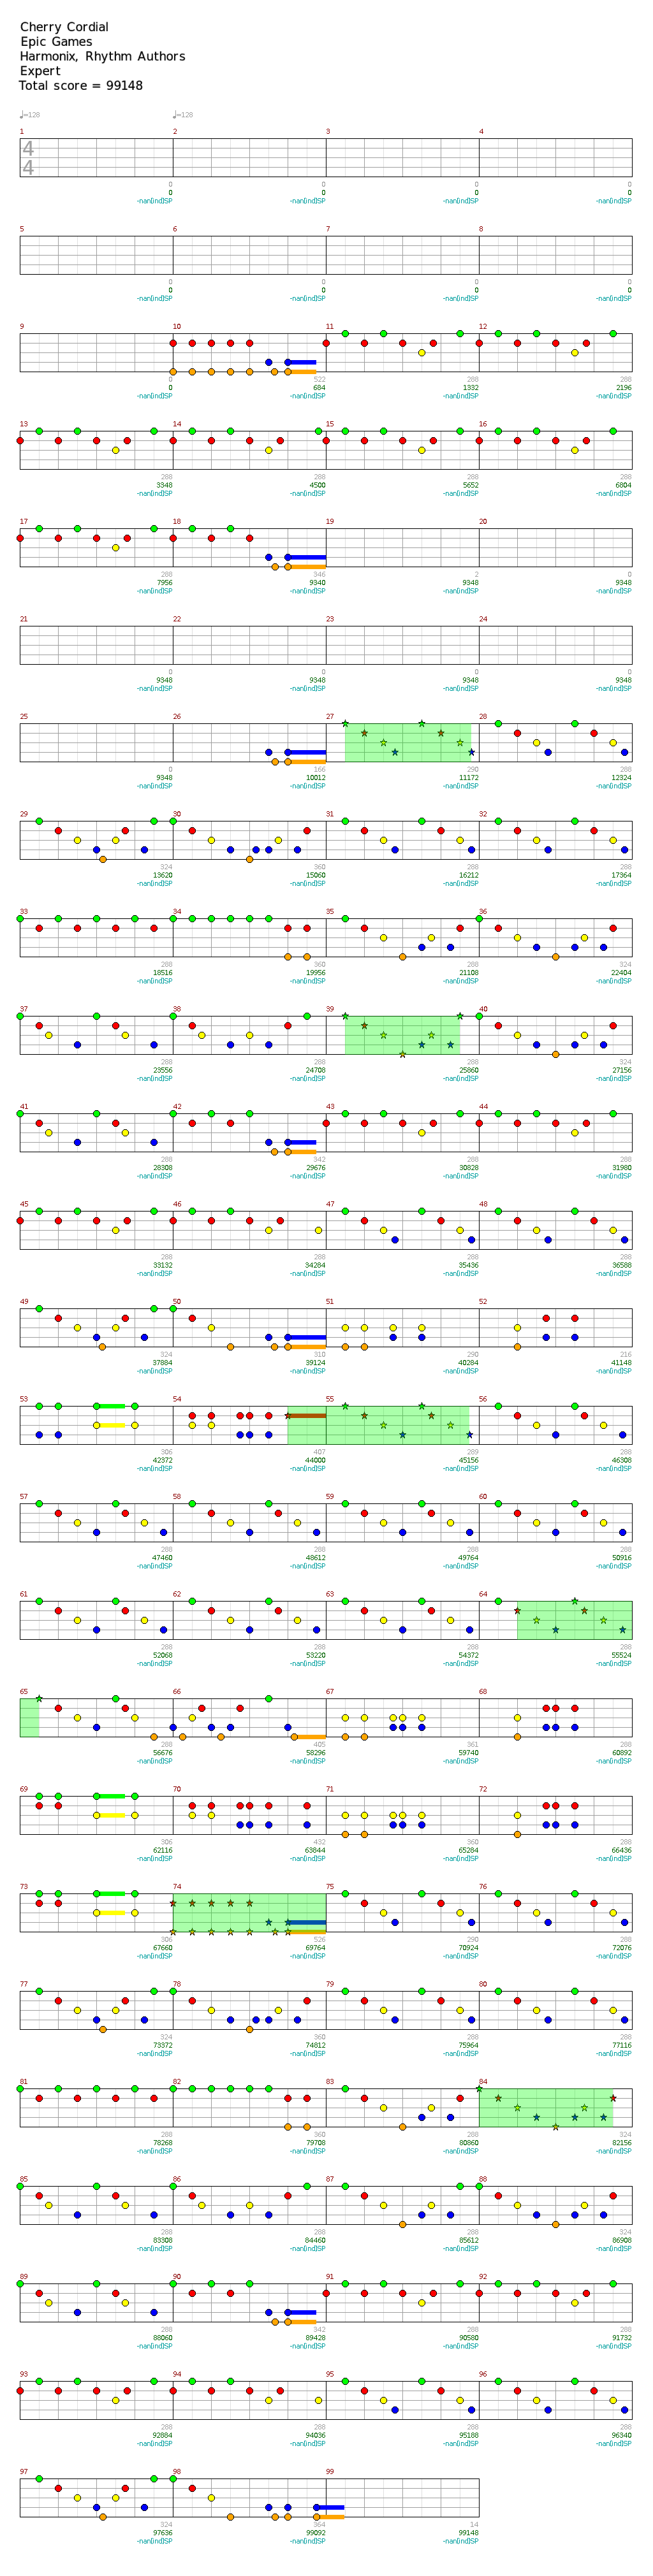 Cherry Cordial
Epic Games
Harmonix, Rhythm Authors
Expert
Total score = 99148
♩=128 ♩=128
1 2 3 4
4
4
0 0 0 0
0 0 0 0
-nan(ind)SP -nan(ind)SP -nan(ind)SP -nan(ind)SP
5 6 7 8
0 0 0 0
0 0 0 0
-nan(ind)SP -nan(ind)SP -nan(ind)SP -nan(ind)SP
9 10 11 12
0 522 288 288
0 684 1332 2196
-nan(ind)SP -nan(ind)SP -nan(ind)SP -nan(ind)SP
13 14 15 16
288 288 288 288
3348 4500 5652 6804
-nan(ind)SP -nan(ind)SP -nan(ind)SP -nan(ind)SP
17 18 19 20
288 346 2 0
7956 9340 9348 9348
-nan(ind)SP -nan(ind)SP -nan(ind)SP -nan(ind)SP
21 22 23 24
0 0 0 0
9348 9348 9348 9348
-nan(ind)SP -nan(ind)SP -nan(ind)SP -nan(ind)SP
25 26 27 28
0 166 290 288
9348 10012 11172 12324
-nan(ind)SP -nan(ind)SP -nan(ind)SP -nan(ind)SP
29 30 31 32
324 360 288 288
13620 15060 16212 17364
-nan(ind)SP -nan(ind)SP -nan(ind)SP -nan(ind)SP
33 34 35 36
288 360 288 324
18516 19956 21108 22404
-nan(ind)SP -nan(ind)SP -nan(ind)SP -nan(ind)SP
37 38 39 40
288 288 288 324
23556 24708 25860 27156
-nan(ind)SP -nan(ind)SP -nan(ind)SP -nan(ind)SP
41 42 43 44
288 342 288 288
28308 29676 30828 31980
-nan(ind)SP -nan(ind)SP -nan(ind)SP -nan(ind)SP
45 46 47 48
288 288 288 288
33132 34284 35436 36588
-nan(ind)SP -nan(ind)SP -nan(ind)SP -nan(ind)SP
49 50 51 52
324 310 290 216
37884 39124 40284 41148
-nan(ind)SP -nan(ind)SP -nan(ind)SP -nan(ind)SP
53 54 55 56
306 407 289 288
42372 44000 45156 46308
-nan(ind)SP -nan(ind)SP -nan(ind)SP -nan(ind)SP
57 58 59 60
288 288 288 288
47460 48612 49764 50916
-nan(ind)SP -nan(ind)SP -nan(ind)SP -nan(ind)SP
61 62 63 64
288 288 288 288
52068 53220 54372 55524
-nan(ind)SP -nan(ind)SP -nan(ind)SP -nan(ind)SP
65 66 67 68
288 405 361 288
56676 58296 59740 60892
-nan(ind)SP -nan(ind)SP -nan(ind)SP -nan(ind)SP
69 70 71 72
306 432 360 288
62116 63844 65284 66436
-nan(ind)SP -nan(ind)SP -nan(ind)SP -nan(ind)SP
73 74 75 76
306 526 290 288
67660 69764 70924 72076
-nan(ind)SP -nan(ind)SP -nan(ind)SP -nan(ind)SP
77 78 79 80
324 360 288 288
73372 74812 75964 77116
-nan(ind)SP -nan(ind)SP -nan(ind)SP -nan(ind)SP
81 82 83 84
288 360 288 324
78268 79708 80860 82156
-nan(ind)SP -nan(ind)SP -nan(ind)SP -nan(ind)SP
85 86 87 88
288 288 288 324
83308 84460 85612 86908
-nan(ind)SP -nan(ind)SP -nan(ind)SP -nan(ind)SP
89 90 91 92
288 342 288 288
88060 89428 90580 91732
-nan(ind)SP -nan(ind)SP -nan(ind)SP -nan(ind)SP
93 94 95 96
288 288 288 288
92884 94036 95188 96340
-nan(ind)SP -nan(ind)SP -nan(ind)SP -nan(ind)SP
97 98 99
324 364 14
97636 99092 99148
-nan(ind)SP -nan(ind)SP -nan(ind)SP